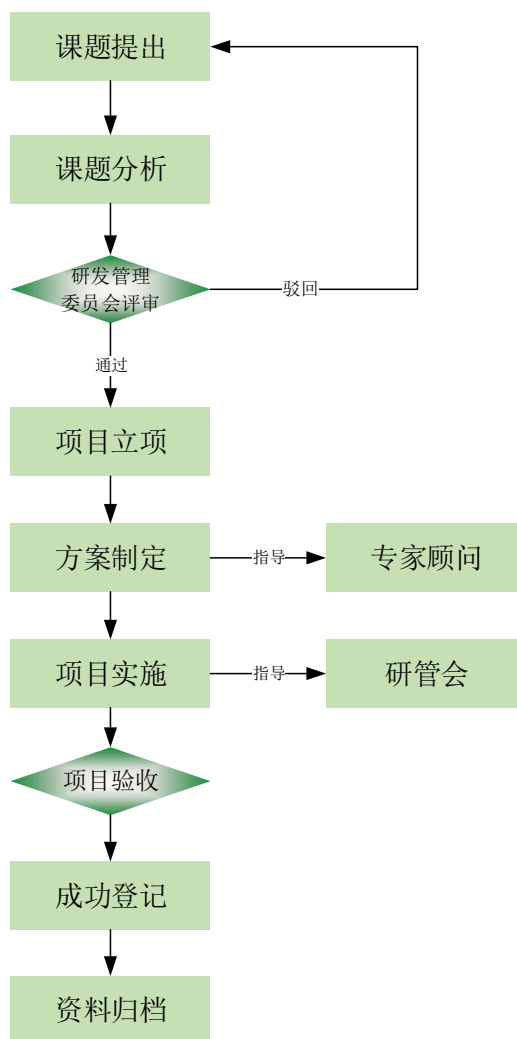 课题提出
课题分析
研发管理
委员会评审
驳回
通过
项目立项
方案制定
指导
专家顾问
项目实施
指导
研管会
项目验收
成功登记
资料归档